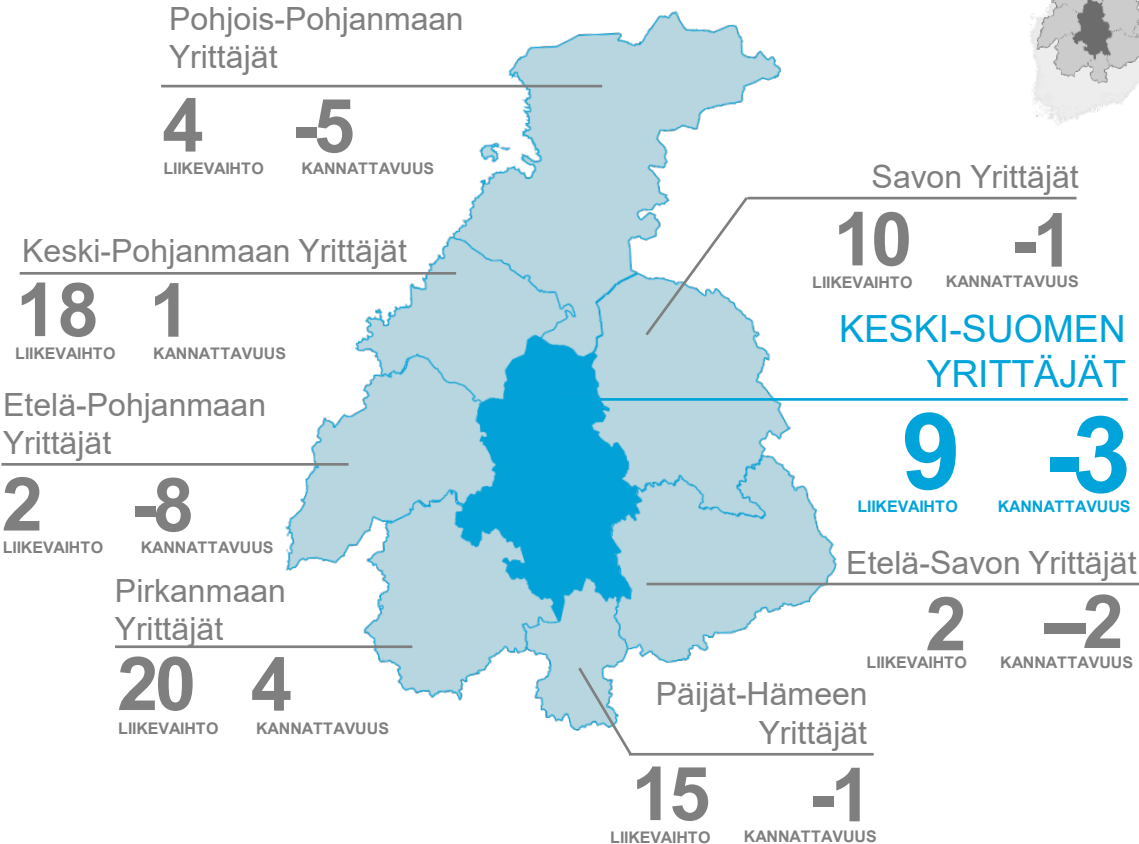 Pohjois-Pohjanmaan
Yrittäjät
4 -5
LIIKEVAIHTO KANNATTAVUUS
Savon Yrittäjät
10 -1
LIIKEVAIHTO KANNATTAVUUS
Keski-Pohjanmaan Yrittäjät
18 1
LIIKEVAIHTO KANNATTAVUUS
KESKI-SUOMEN
YRITTÄJÄT
9 -3
LIIKEVAIHTO KANNATTAVUUS
Etelä-Pohjanmaan
Yrittäjät
2 -8
LIIKEVAIHTO KANNATTAVUUS
Etelä-Savon Yrittäjät
2 –2
LIIKEVAIHTO KANNATTAVUUS
Pirkanmaan
Yrittäjät
20 4
LIIKEVAIHTO KANNATTAVUUS
Päijät-Hämeen
Yrittäjät
15 -1
LIIKEVAIHTO KANNATTAVUUS